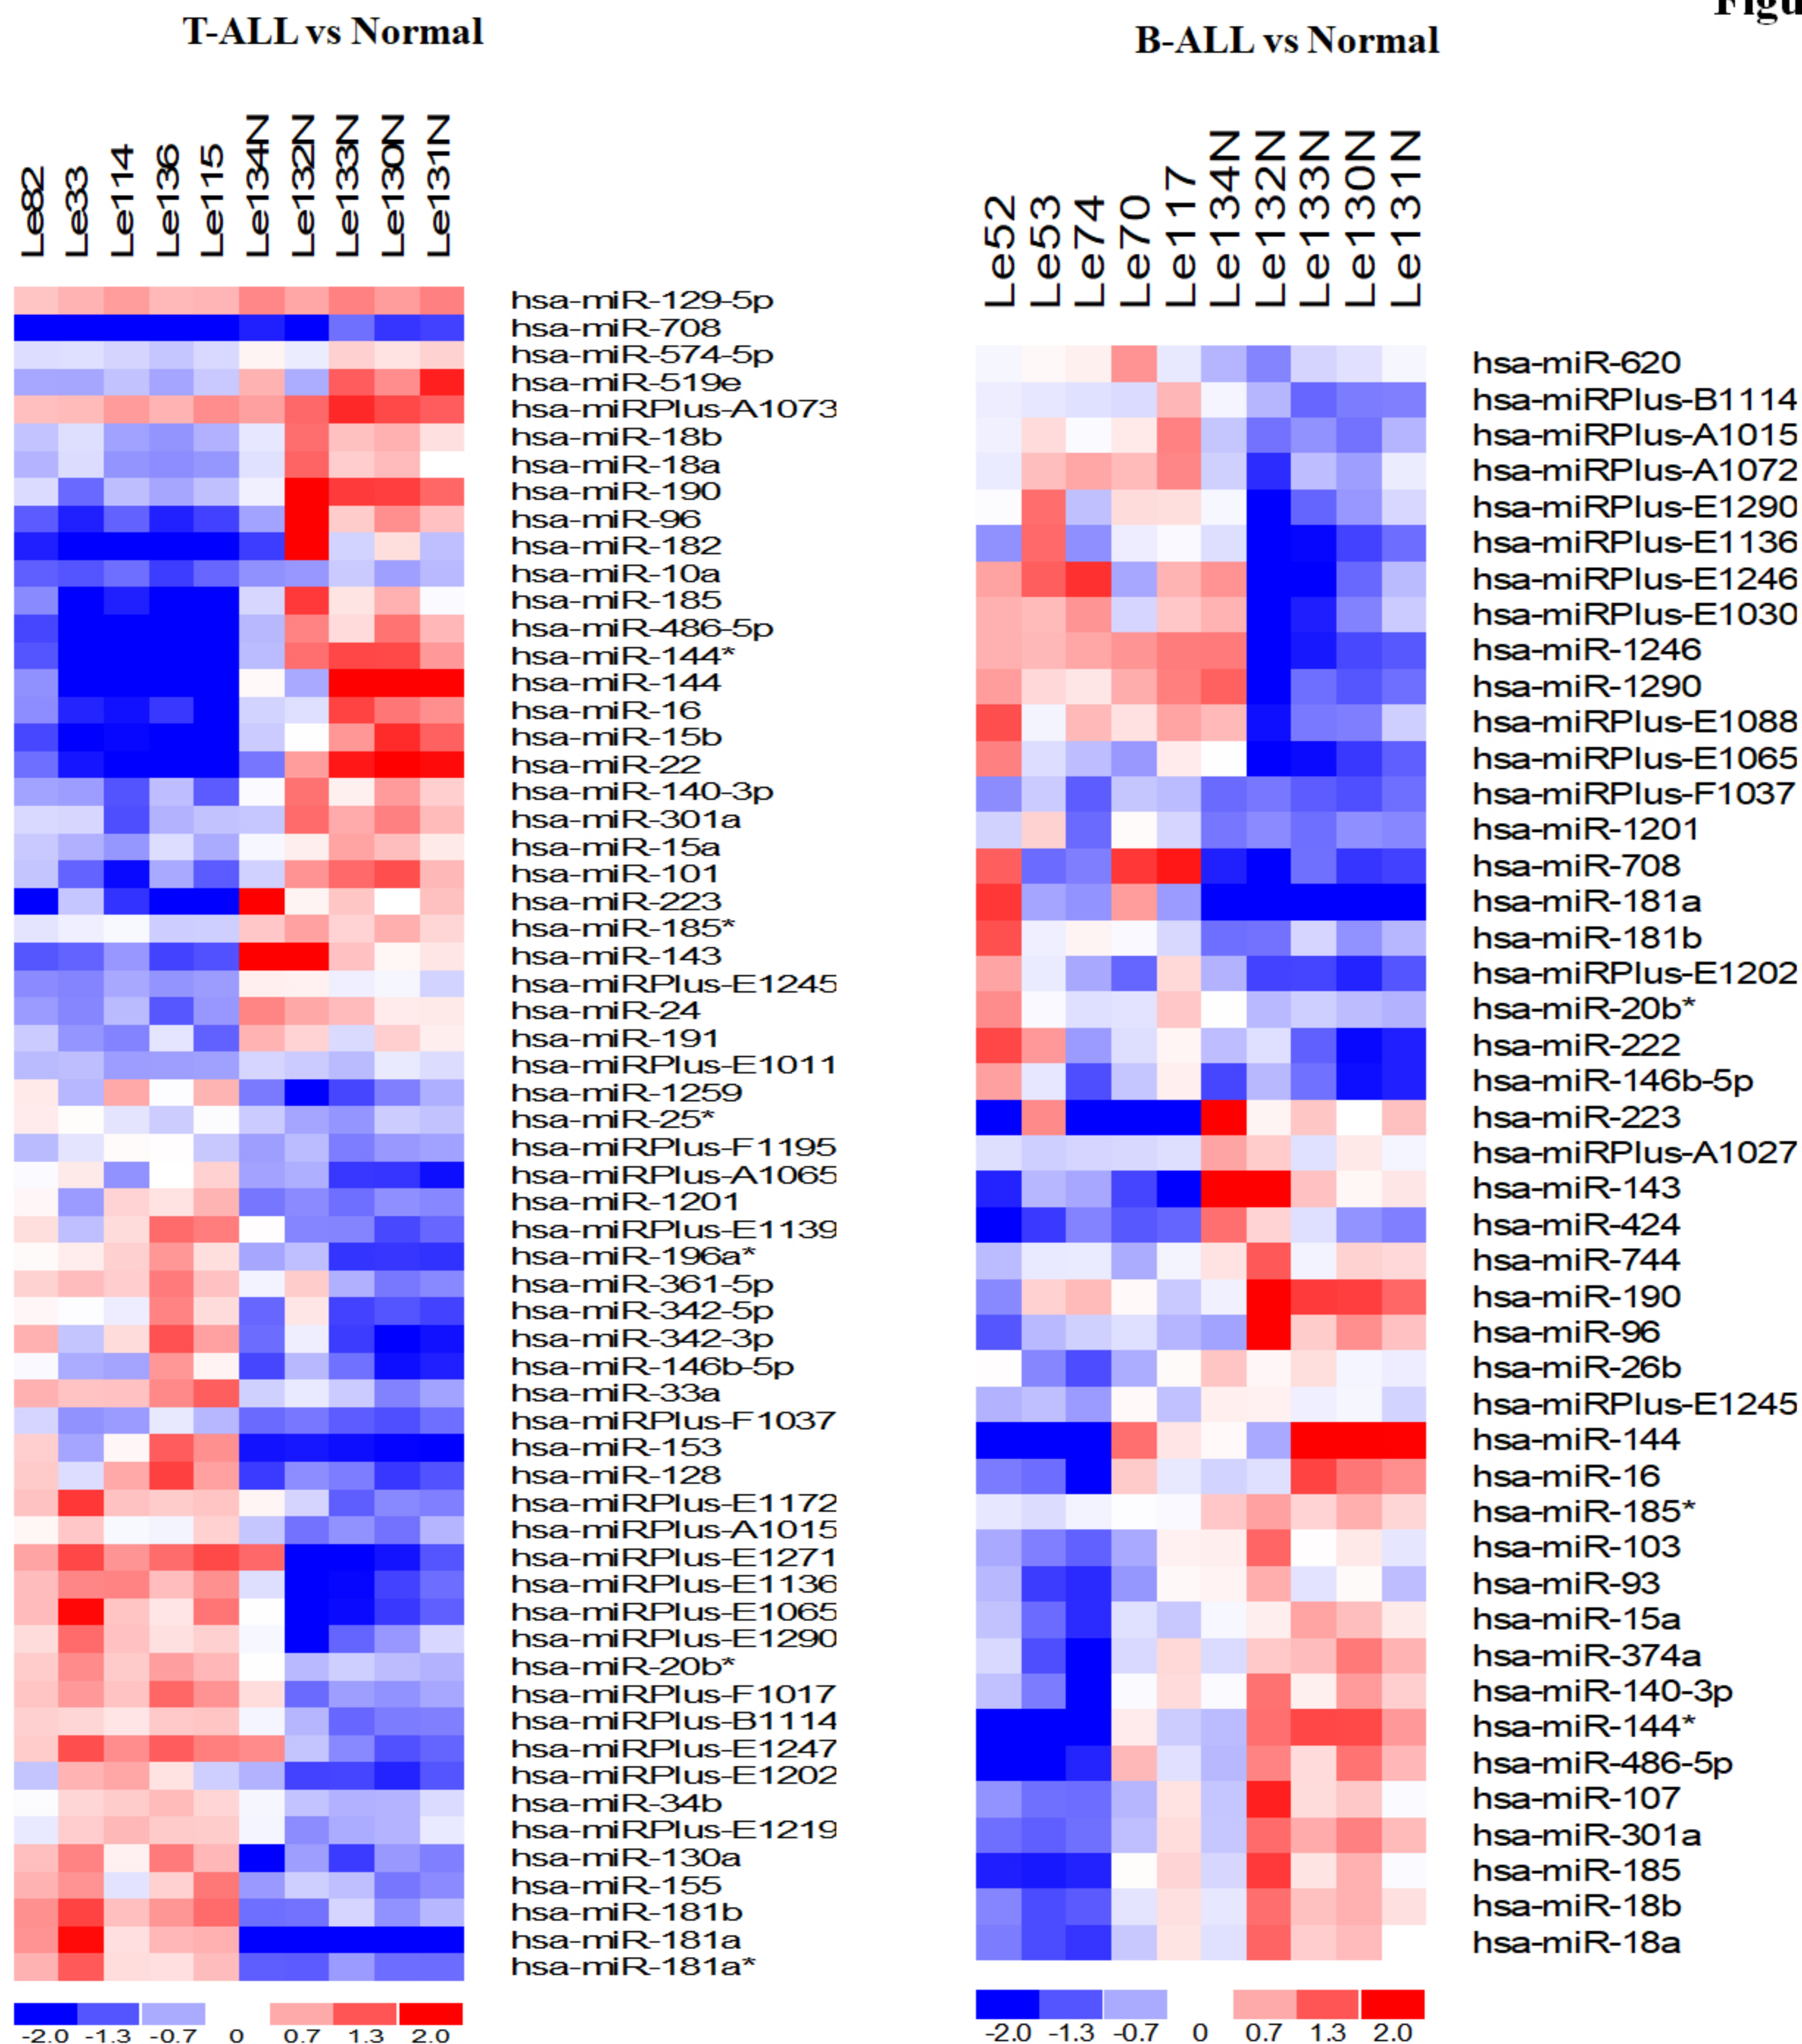 Figu
T-ALL vs Normal
Le82
Le33
Le114
Le136
Le115
Le134N
Le132N
Le133N
Le130N
Le131N
hsa-miR-129-5p
hsa-miR-708
hsa-miR-574-5p
hsa-miR-519e
hsa-miRPlus-A1073
hsa-miR-18b
hsa-miR-18a
hsa-miR-190
hsa-miR-96
hsa-miR-182
hsa-miR-10a
hsa-miR-185
hsa-miR-486-5p
hsa-miR-144*
hsa-miR-144
hsa-miR-16
hsa-miR-15b
hsa-miR-22
hsa-miR-140-3p
hsa-miR-301a
hsa-miR-15a
hsa-miR-101
hsa-miR-223
hsa-miR-185*
hsa-miR-143
hsa-miRPlus-E1245
hsa-miR-24
hsa-miR-191
hsa-miRPlus-E1011
hsa-miR-1259
hsa-miR-25*
hsa-miRPlus-F1195
hsa-miRPlus-A1065
hsa-miR-1201
hsa-miRPlus-E1139
hsa-miR-196a*
hsa-miR-361-5p
hsa-miR-342-5p
hsa-miR-342-3p
hsa-miR-146b-5p
hsa-miR-33a
hsa-miRPlus-F1037
hsa-miR-153
hsa-miR-128
hsa-miRPlus-E1172
hsa-miRPlus-A1015
hsa-miRPlus-E1271
hsa-miRPlus-E1136
hsa-miRPlus-E1065
hsa-miRPlus-E1290
hsa-miR-20b*
hsa-miRPlus-F1017
hsa-miRPlus-B1114
hsa-miRPlus-E1247
hsa-miRPlus-E1202
hsa-miR-34b
hsa-miRPlus-E1219
hsa-miR-130a
hsa-miR-155
hsa-miR-181b
hsa-miR-181a
hsa-miR-181a*
-2.0 -1.3 -0.7 0 0.7 1.3 2.0
B-ALL vs Normal
Le52
Le53
Le74
Le70
Le117
Le134N
Le132N
Le133N
Le130N
Le131N
hsa-miR-620
hsa-miRPlus-B1114
hsa-miRPlus-A1015
hsa-miRPlus-A1072
hsa-miRPlus-E1290
hsa-miRPlus-E1136
hsa-miRPlus-E1246
hsa-miRPlus-E1030
hsa-miR-1246
hsa-miR-1290
hsa-miRPlus-E1088
hsa-miRPlus-E1065
hsa-miRPlus-F1037
hsa-miR-1201
hsa-miR-708
hsa-miR-181a
hsa-miR-181b
hsa-miRPlus-E1202
hsa-miR-20b*
hsa-miR-222
hsa-miR-146b-5p
hsa-miR-223
hsa-miRPlus-A1027
hsa-miR-143
hsa-miR-424
hsa-miR-744
hsa-miR-190
hsa-miR-96
hsa-miR-26b
hsa-miRPlus-E1245
hsa-miR-144
hsa-miR-16
hsa-miR-185*
hsa-miR-103
hsa-miR-93
hsa-miR-15a
hsa-miR-374a
hsa-miR-140-3p
hsa-miR-144*
hsa-miR-486-5p
hsa-miR-107
hsa-miR-301a
hsa-miR-185
hsa-miR-18b
hsa-miR-18a
-2.0 -1.3 -0.7 0 0.7 1.3 2.0